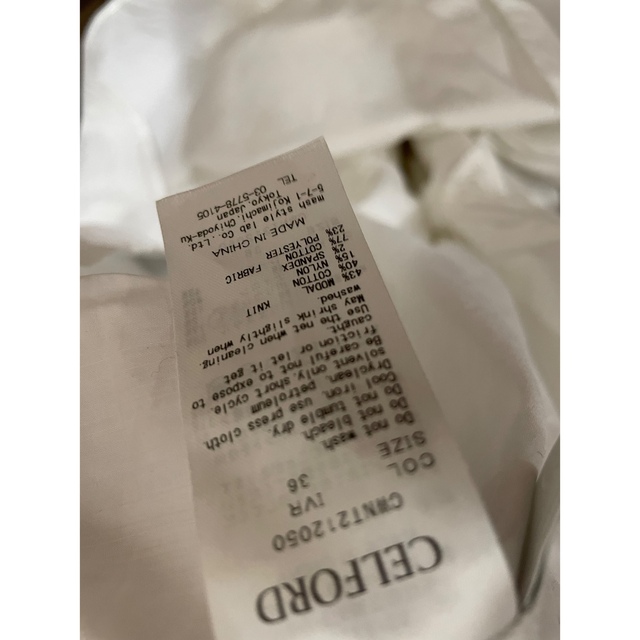 CELFORD
CWNT212050
COL IVR
SIZE 36
wash.
Do not bleach.
Do not tumble dry.
Cool iron, use press cloth.
Dryclean, petroleum
solvent only, short cycle.
Be careful not to expose to
friction or let it get
caught.
Use the net when cleaning.
May shrink slightly when
washed.
KNIT
MODAL 43%
COTTON 40%
NYLON 15%
SPANDEX 2%
FABRIC
COTTON 77%
POLYESTER 23%
MADE IN CHINA
mash style lab Co.,Ltd.
5-7-1 Kojimachi, Chiyoda-Ku
Tokyo, Japan
TEL 03-5778-4105